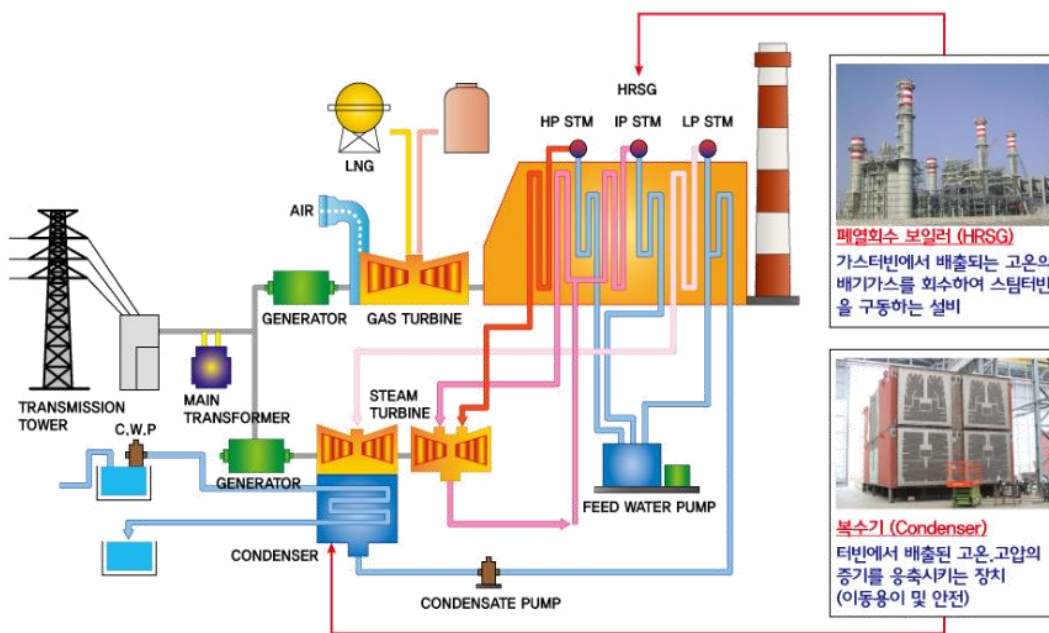 HRSG
HP STM
IP STM
LP STM
LNG
AIR
GENERATOR
GAS TURBINE
TRANSMISSION
TOWER
MAIN
TRANSFORMER
STEAM
TURBINE
C.W.P
GENERATOR
CONDENSER
FEED WATER PUMP
CONDENSATE PUMP
폐열회수 보일러 (HRSG)
가스터빈에서 배출되는 고온의
배기가스를 회수하여 스팀터빈
을 구동하는 설비
복수기 (Condenser)
터빈에서 배출된 고온.고압의
증기를 응축시키는 장치
(이동용이 및 안전)